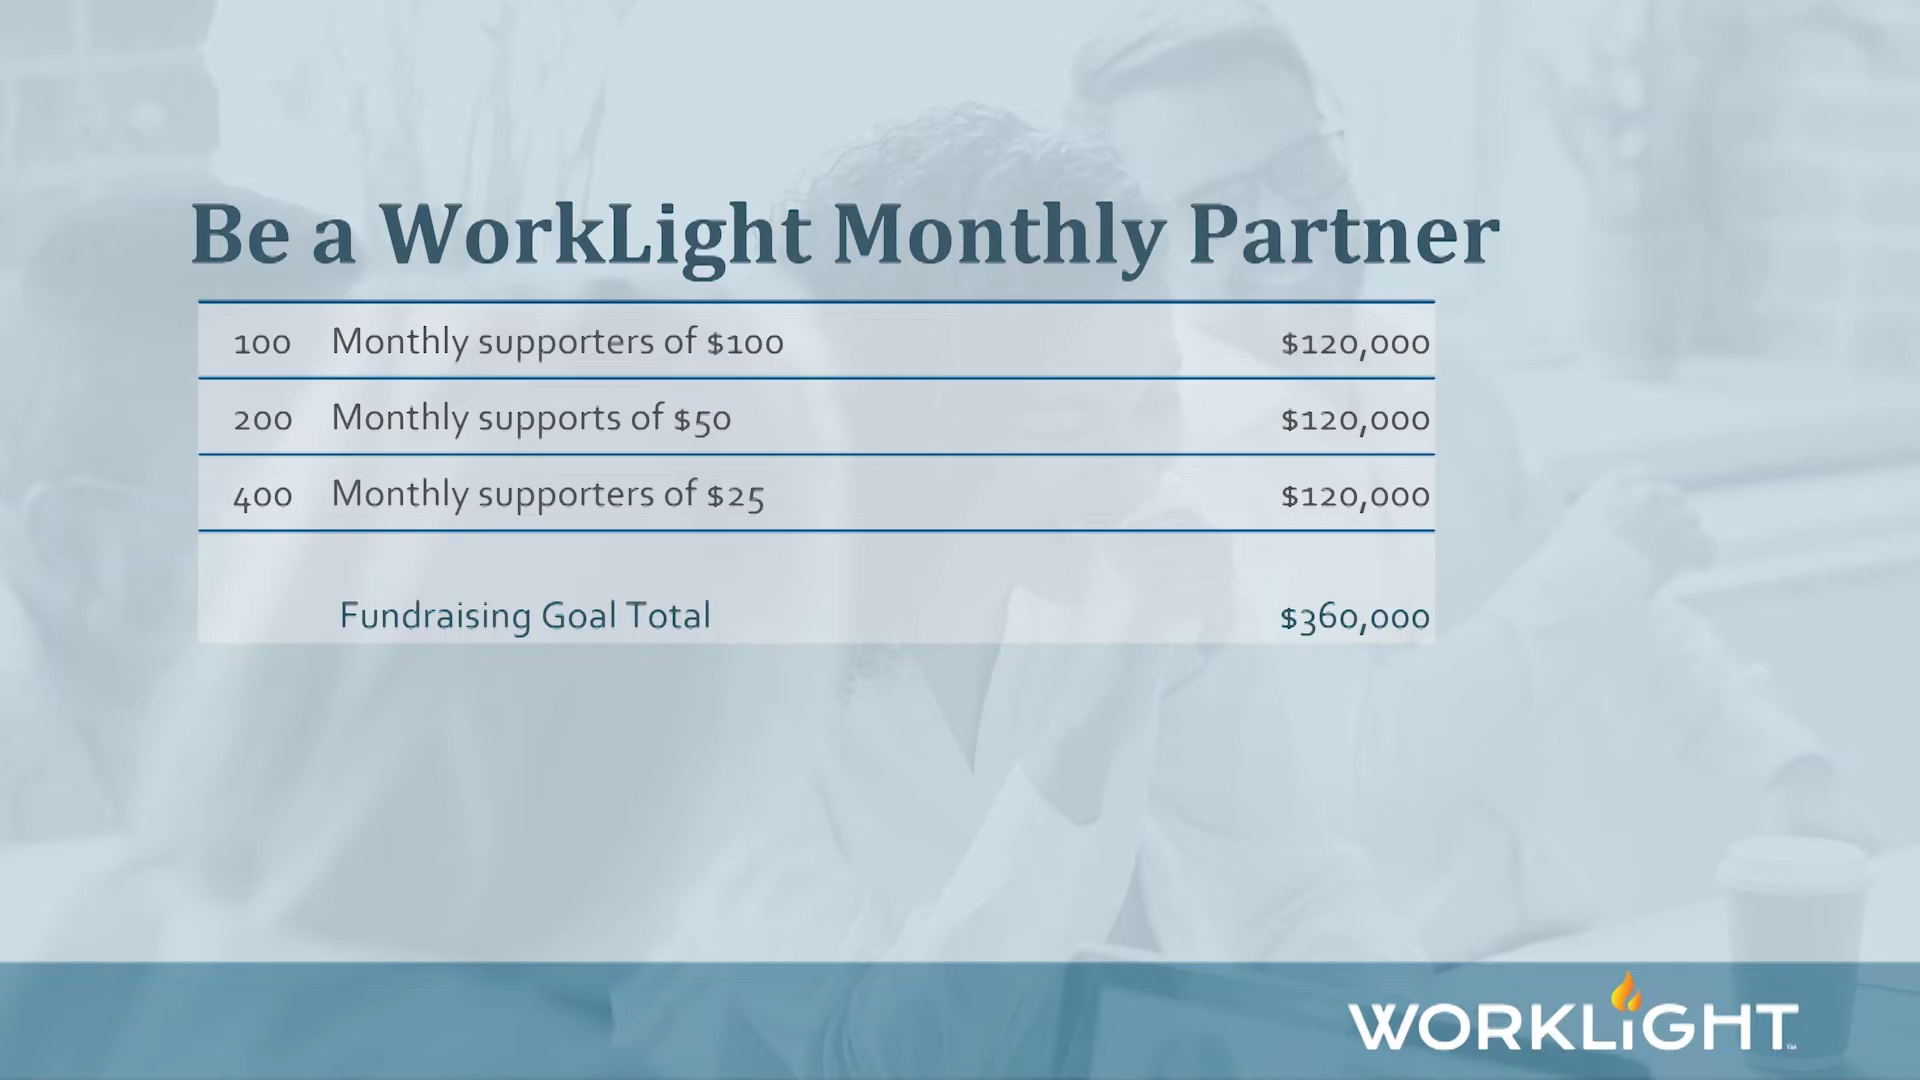 Be a WorkLight Monthly Partner
100 Monthly supporters of $100 $120,000
200 Monthly supports of $50 $120,000
400 Monthly supporters of $25 $120,000
Fundraising Goal Total $360,000
WORKLiGHT™